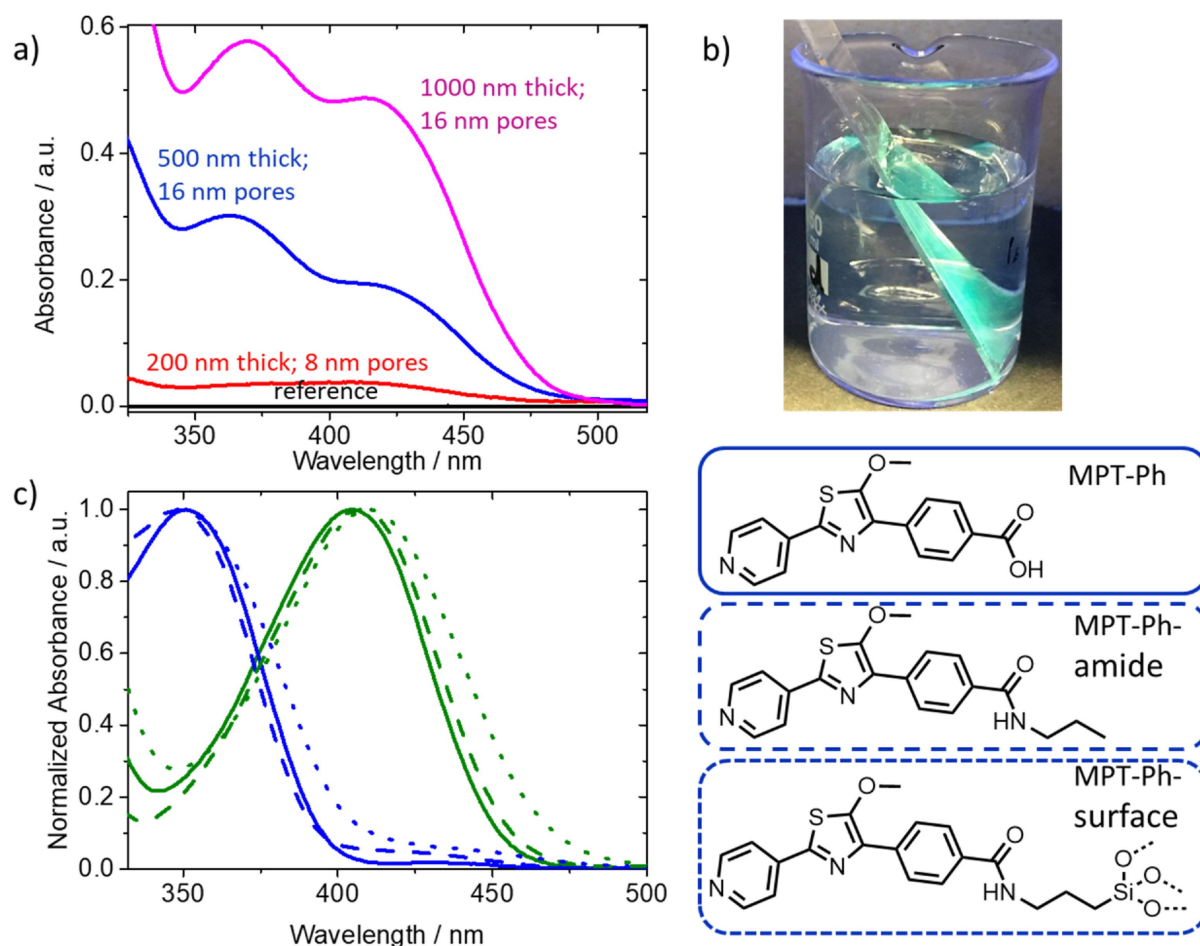 a)
0.6
0.4
0.2
0.0
Absorbance / a.u.
1000 nm thick;
16 nm pores
500 nm thick;
16 nm pores
200 nm thick; 8 nm pores
reference
350
400
450
500
Wavelength / nm
b)
c)
1.0
0.8
0.6
0.4
0.2
0.0
Normalized Absorbance / a.u.
350
400
450
500
Wavelength / nm
MPT-Ph
O
S
N
N
O
OH
MPT-Ph-
amide
O
S
N
N
O
HN
MPT-Ph-
surface
O
S
N
N
O
HN
O
Si
O
O